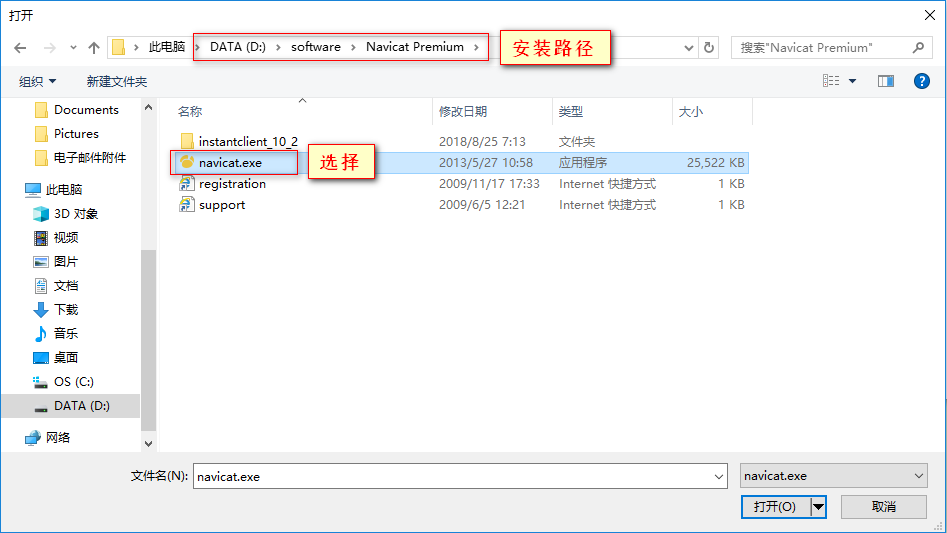 打开
此电脑 › DATA (D:) › software › Navicat Premium ›
安装路径
搜索"Navicat Premium"
组织 新建文件夹
名称 修改日期 类型 大小
instantclient_10_2 2018/8/25 7:13 文件夹
navicat.exe 2013/5/27 10:58 应用程序 25,522 KB
选择
registration 2009/11/17 17:33 Internet 快捷方式 1 KB
support 2009/6/5 12:21 Internet 快捷方式 1 KB
Documents
Pictures
电子邮件附件
此电脑
3D 对象
视频
图片
文档
下载
音乐
桌面
OS (C:)
DATA (D:)
网络
文件名(N): navicat.exe navicat.exe
打开(O) 取消